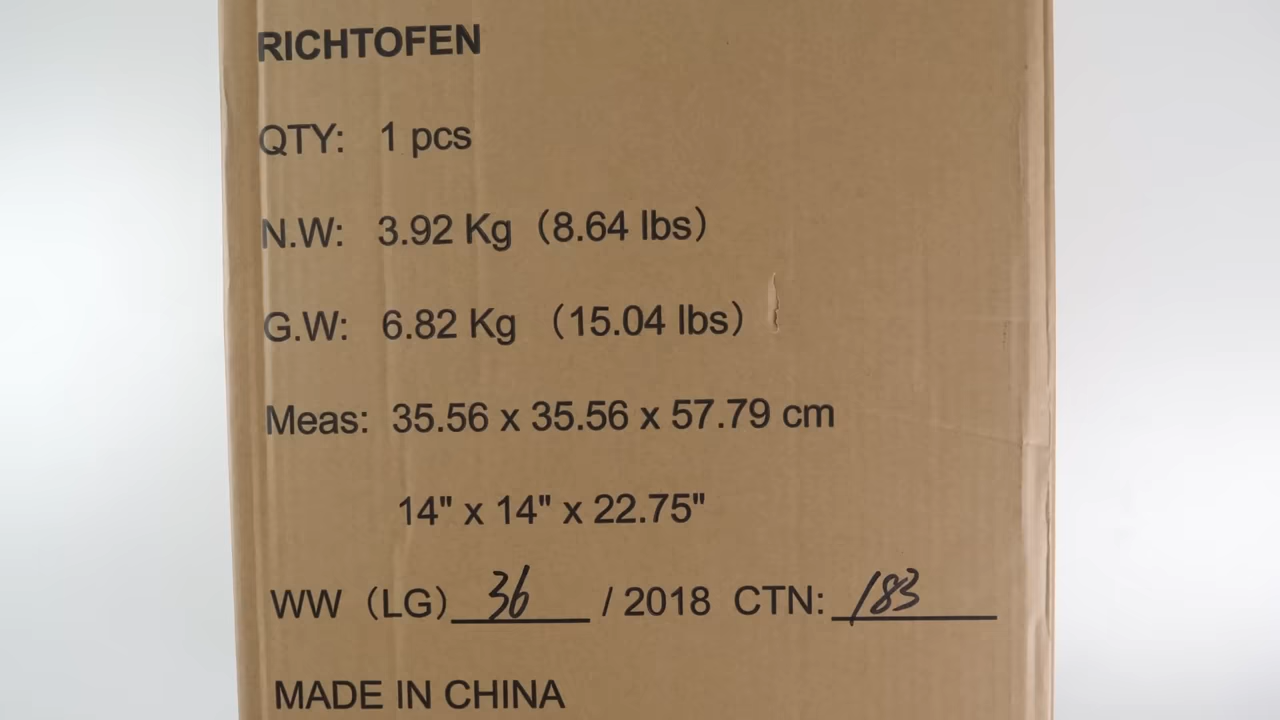 RICHTOFEN
QTY: 1 pcs
N.W: 3.92 Kg (8.64 lbs)
G.W: 6.82 Kg (15.04 lbs)
Meas: 35.56 x 35.56 x 57.79 cm
14" x 14" x 22.75"
WW (LG) 36 / 2018 CTN: 183
MADE IN CHINA